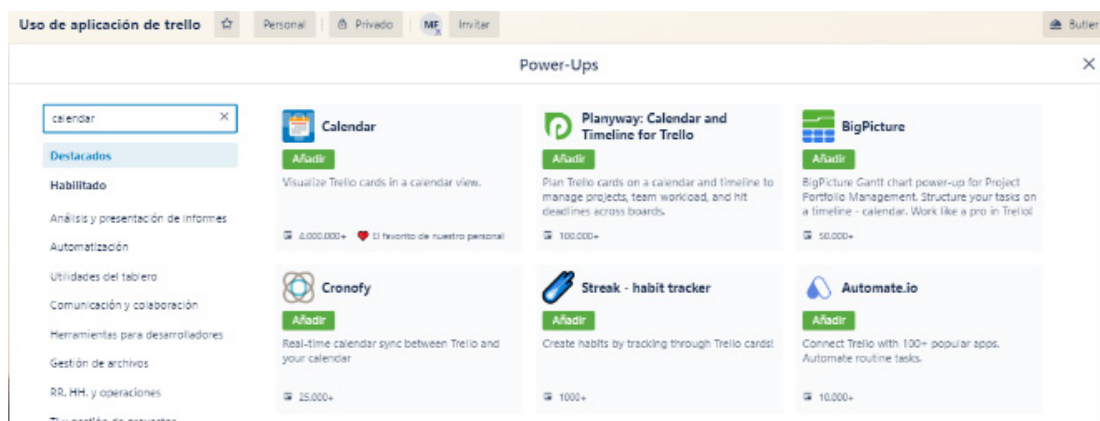 Uso de aplicación de trello
Personal
Privado
MF
Invitar
Butler
Power-Ups
calendar
Destacados
Habilitado
Análisis y presentación de informes
Automatización
Utilidades del tablero
Comunicación y colaboración
Herramientas para desarrolladores
Gestión de archivos
RR. HH. y operaciones
Calendar
Añadir
Visualize Trello cards in a calendar view.
4.000.000+ El favorito de nuestro personal
Planyway: Calendar and
Timeline for Trello
Añadir
Plan Trello cards on a calendar and timeline to
manage projects, team workload, and hit
deadlines across boards.
100.000+
BigPicture
Añadir
BigPicture Gantt chart power-up for Project
Portfolio Management. Structure your tasks on
a timeline - calendar. Work like a pro in Trello!
50.000+
Cronofy
Añadir
Real-time calendar sync between Trello and
your calendar
25.000+
Streak - habit tracker
Añadir
Create habits by tracking through Trello cards!
1000+
Automate.io
Añadir
Connect Trello with 100+ popular apps.
Automate routine tasks.
10.000+